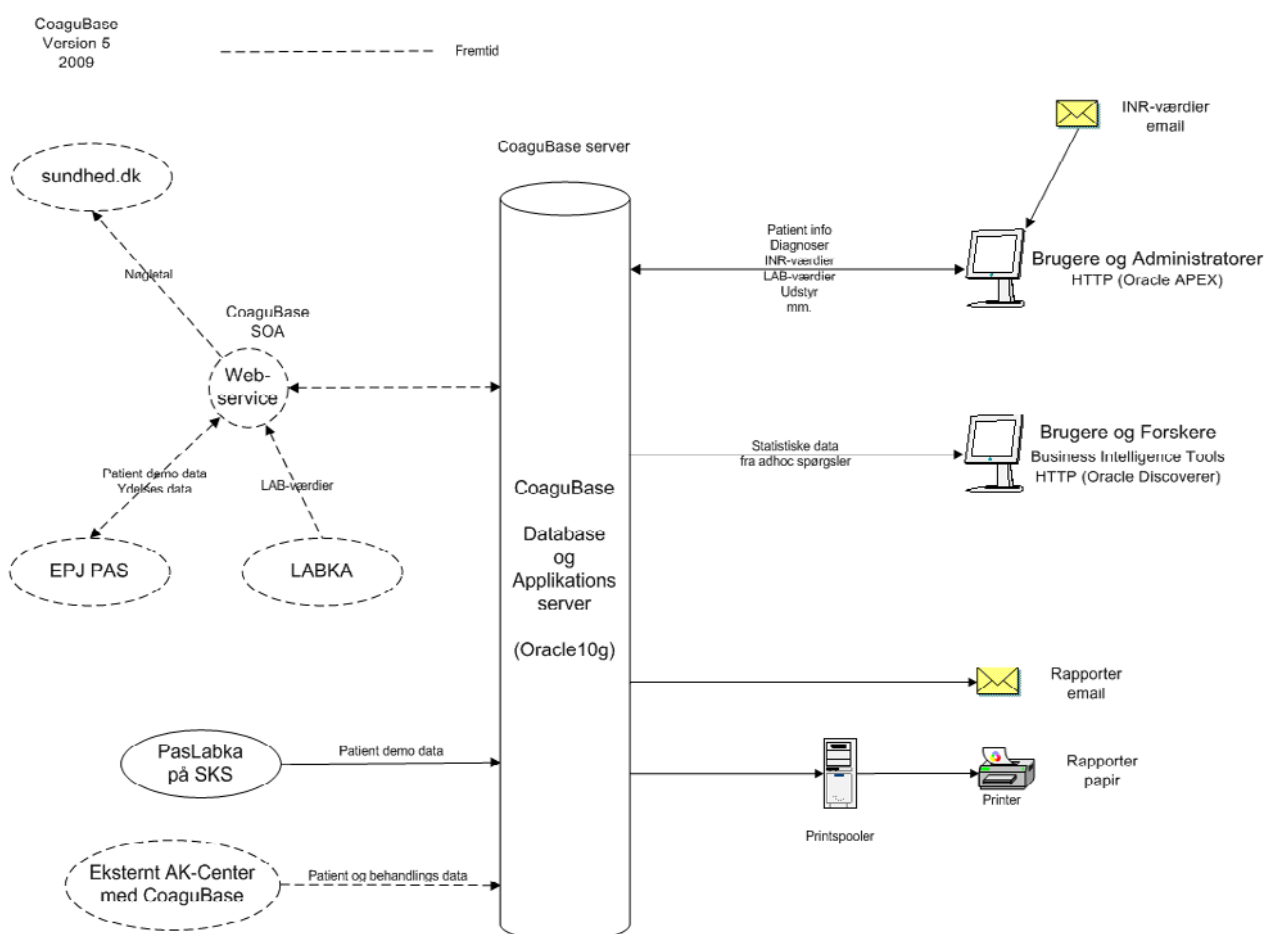 CoaguBase
Version 5
2009
Fremtid
INR-værdier
email
CoaguBase server
sundhed.dk
Patient info
Diagnoser
INR-værdier
LAB-værdier
Udstyr
mm.
Brugere og Administratorer
HTTP (Oracle APEX)
Nøgletal
CoaguBase
SOA
Web-
service
Statistiske data
fra adhoc spørgsler
Brugere og Forskere
Business Intelligence Tools
HTTP (Oracle Discoverer)
Patient demo data
Ydelses data
LAB-værdier
CoaguBase
Database
og
Applikations
server
(Oracle10g)
EPJ PAS
LABKA
Rapporter
email
PasLabka
på SKS
Patient demo data
Rapporter
papir
Printer
Printspooler
Eksternt AK-Center
med CoaguBase
Patient og behandlings data